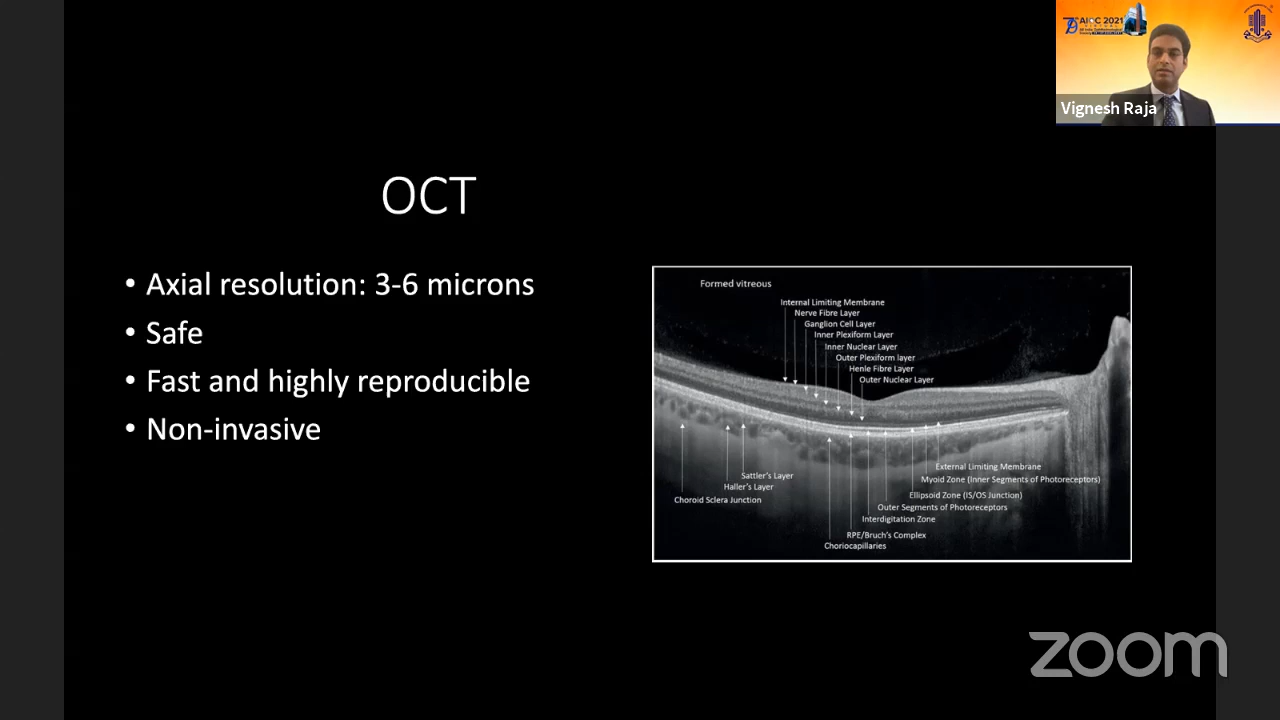 79th AIOC 2021
VIRTUAL
Vignesh Raja
OCT
• Axial resolution: 3-6 microns
• Safe
• Fast and highly reproducible
• Non-invasive
Formed vitreous
Internal Limiting Membrane
Nerve Fibre Layer
Ganglion Cell Layer
Inner Plexiform Layer
Inner Nuclear Layer
Outer Plexiform layer
Henle Fibre Layer
Outer Nuclear Layer
External Limiting Membrane
Myoid Zone (Inner Segments of Photoreceptors)
Ellipsoid Zone (IS/OS Junction)
Outer Segments of Photoreceptors
Interdigitation Zone
RPE/Bruch's Complex
Choriocapillaries
Sattler's Layer
Haller's Layer
Choroid Sclera Junction
zoom